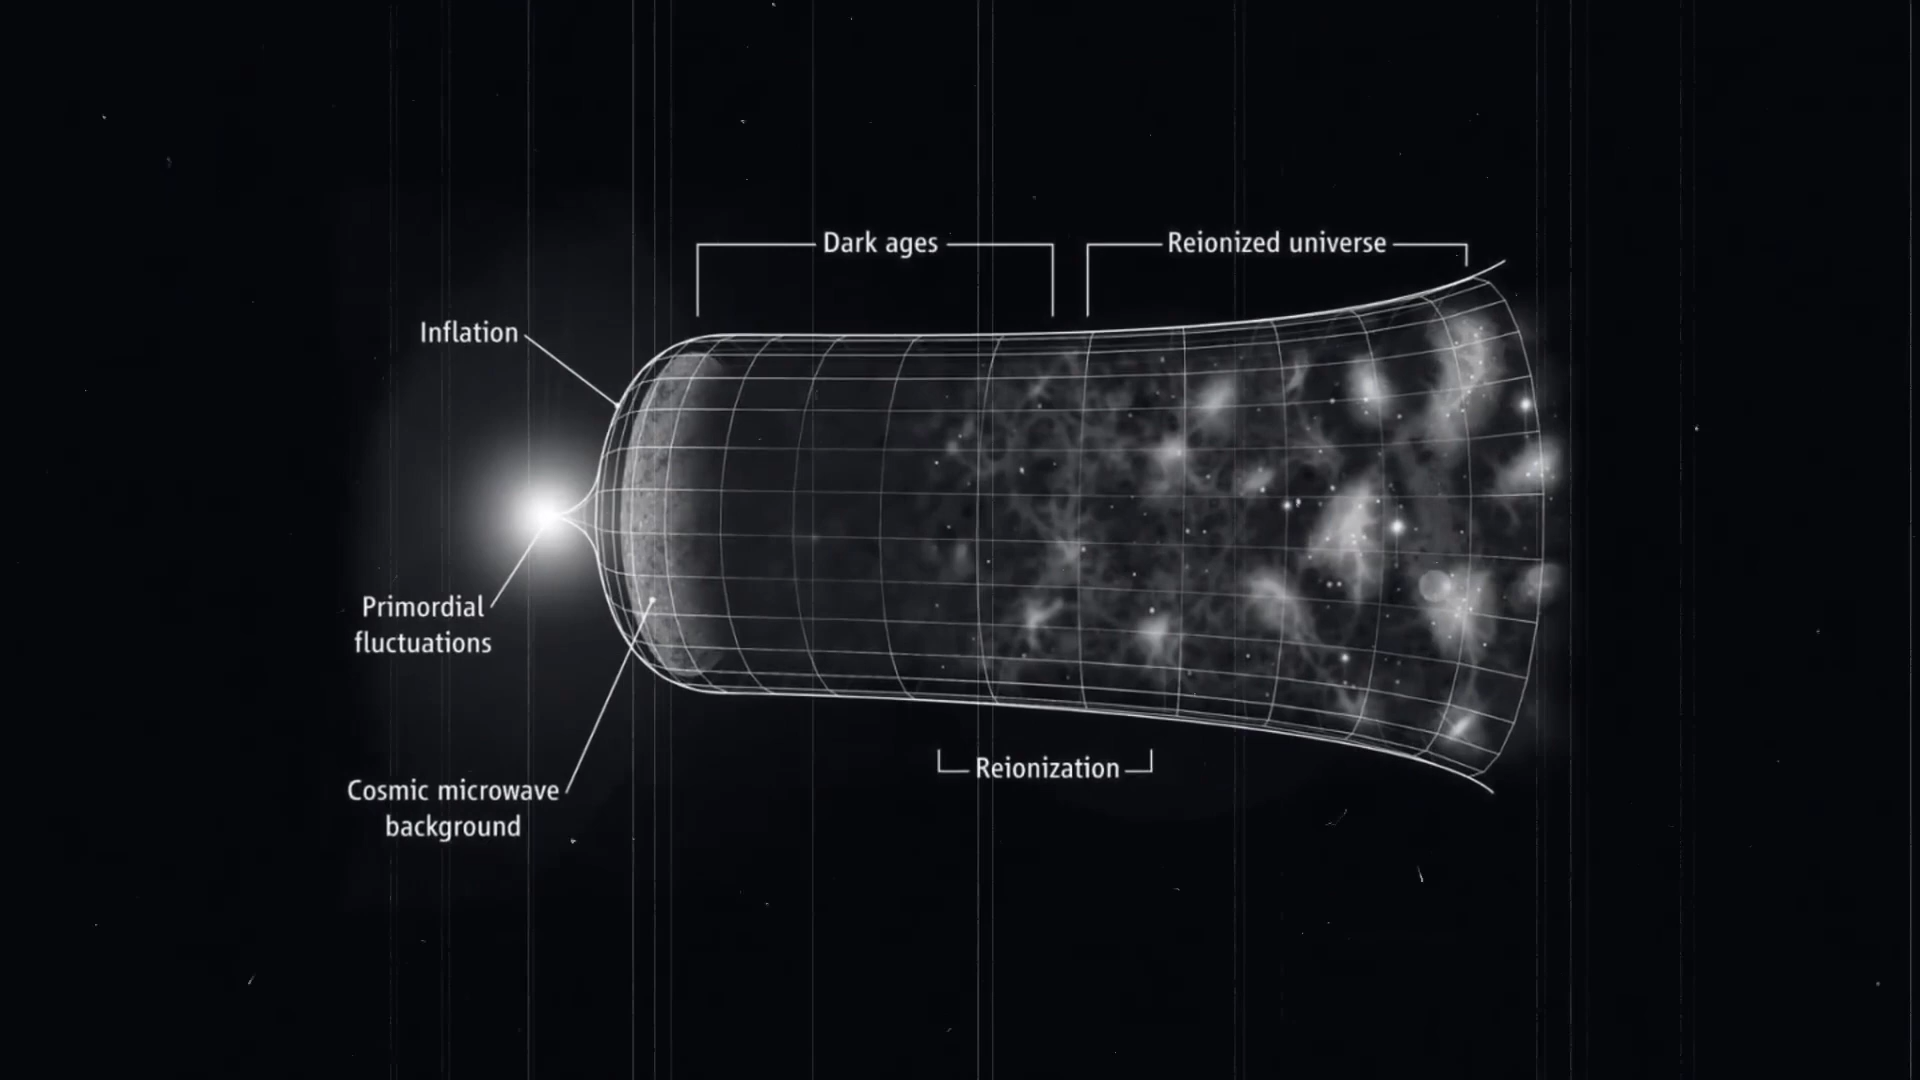 Dark ages
Reionized universe
Inflation
Primordial
fluctuations
Reionization
Cosmic microwave
background